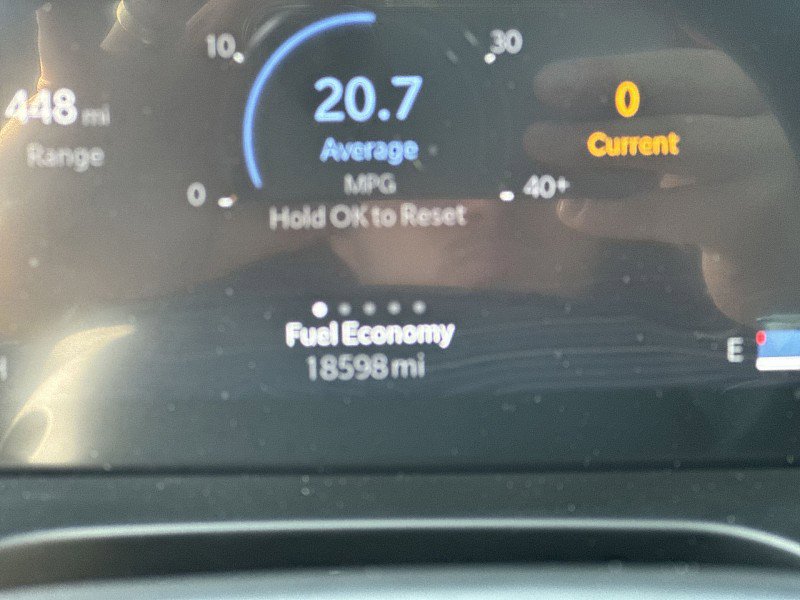 10
30
448 mi
20.7
0
Range
Average
Current
MPG
0
40+
Hold OK to Reset
Fuel Economy
18598 mi
E